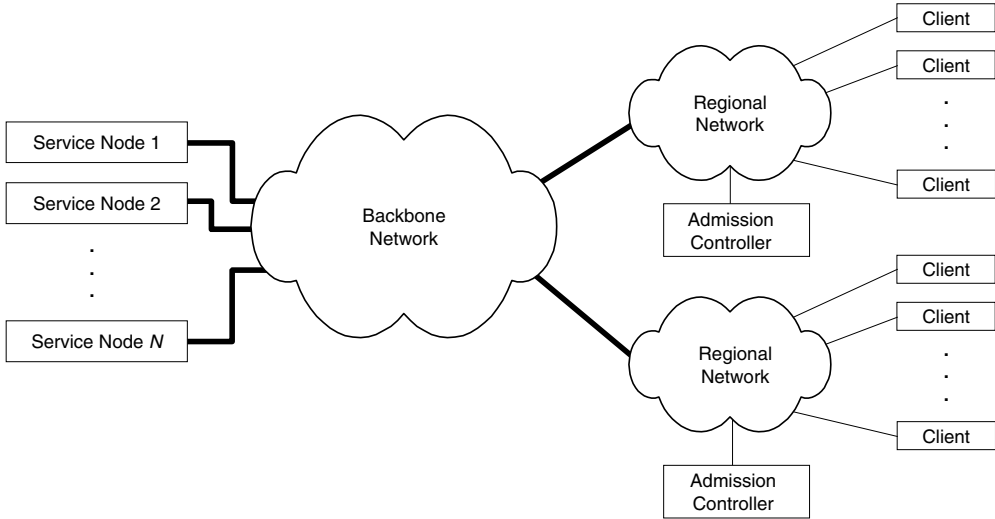 Service Node 1
Service Node 2
.
.
.
Service Node N
Backbone
Network
Regional
Network
Admission
Controller
Client
Client
.
.
.
Client
Regional
Network
Admission
Controller
Client
Client
.
.
.
Client